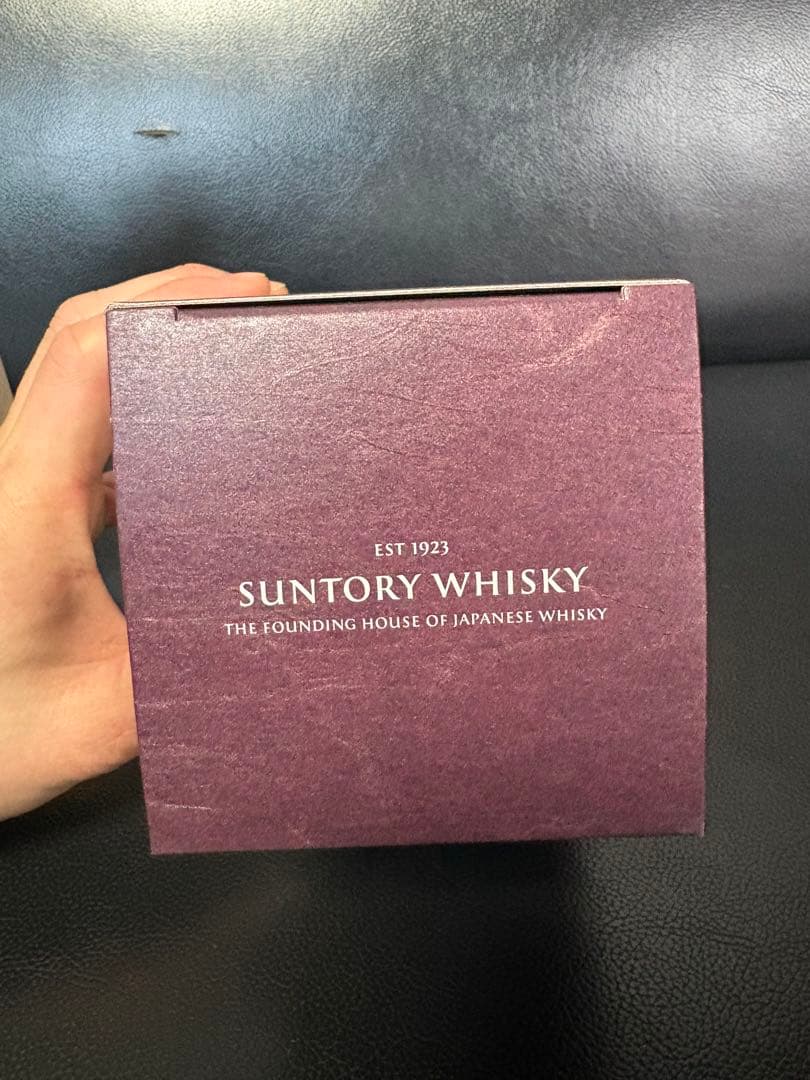 EST 1923
SUNTORY WHISKY
THE FOUNDING HOUSE OF JAPANESE WHISKY